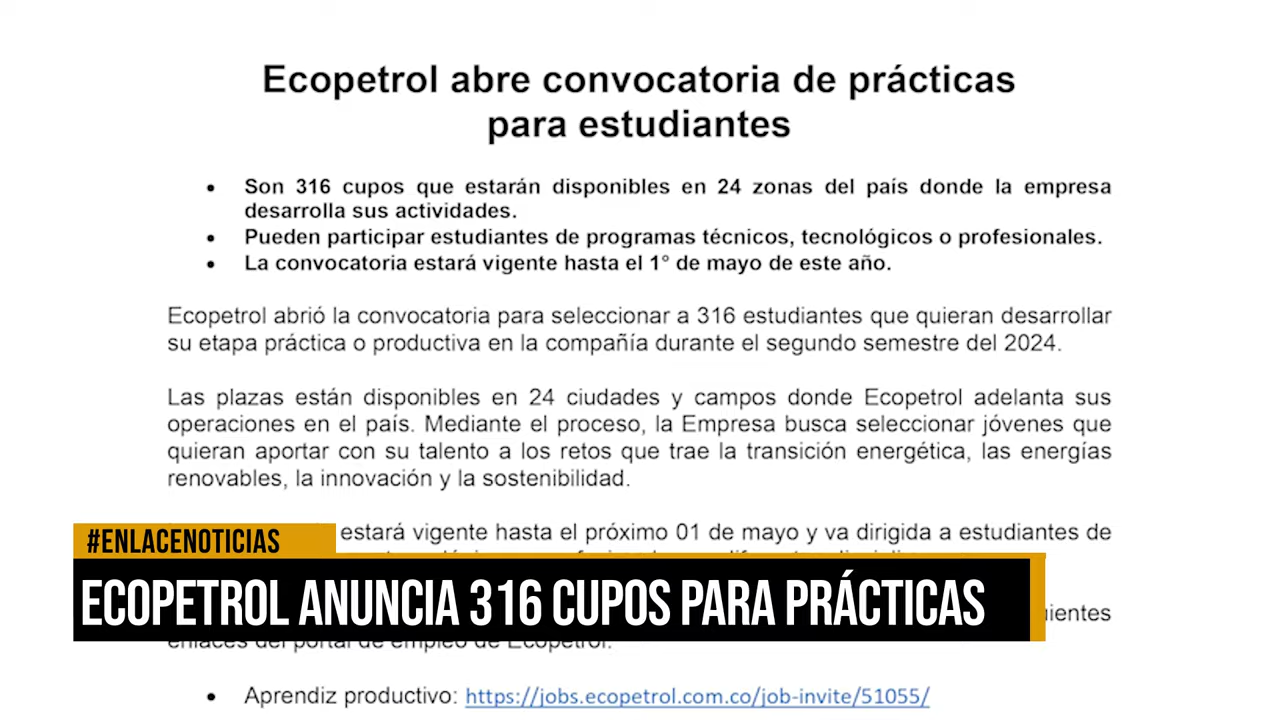 Ecopetrol abre convocatoria de prácticas
para estudiantes
• Son 316 cupos que estarán disponibles en 24 zonas del país donde la empresa
desarrolla sus actividades.
• Pueden participar estudiantes de programas técnicos, tecnológicos o profesionales.
• La convocatoria estará vigente hasta el 1° de mayo de este año.
Ecopetrol abrió la convocatoria para seleccionar a 316 estudiantes que quieran desarrollar
su etapa práctica o productiva en la compañía durante el segundo semestre del 2024.
Las plazas están disponibles en 24 ciudades y campos donde Ecopetrol adelanta sus
operaciones en el país. Mediante el proceso, la Empresa busca seleccionar jóvenes que
quieran aportar con su talento a los retos que trae la transición energética, las energías
renovables, la innovación y la sostenibilidad.
estará vigente hasta el próximo 01 de mayo y va dirigida a estudiantes de
#ENLACENOTICIAS
ECOPETROL ANUNCIA 316 CUPOS PARA PRÁCTICAS
enlaces del portal de empleo de Ecopetrol.
• Aprendiz productivo: https://jobs.ecopetrol.com.co/job-invite/51055/